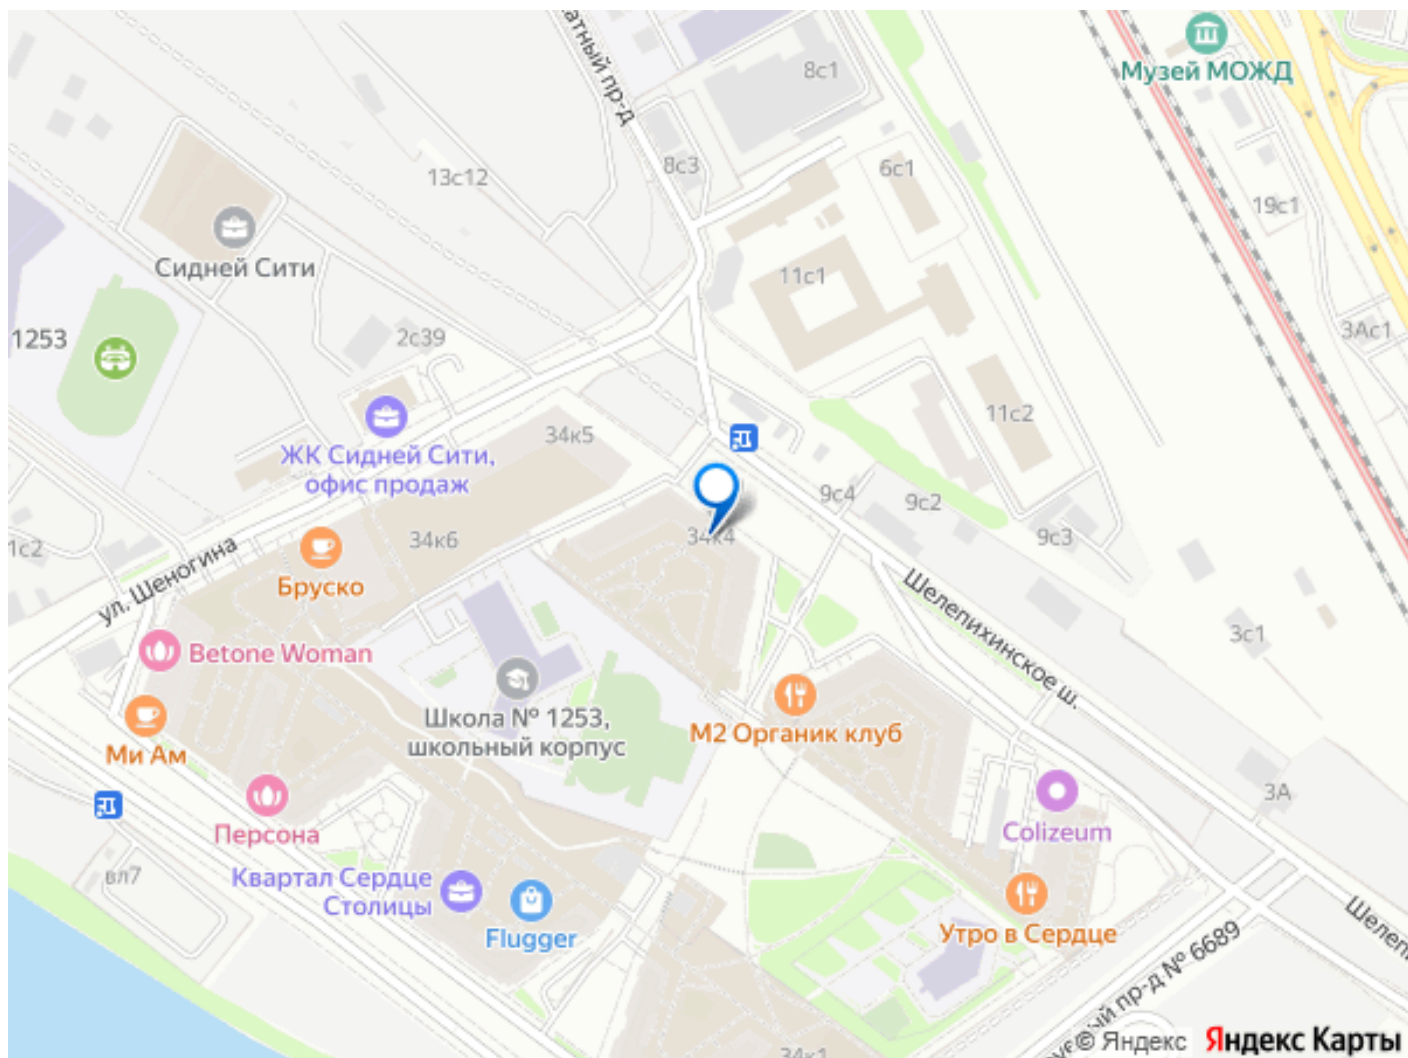 атный пр-д
8с1
Музей МОЖД
13с12
8с3
6с1
19с1
Сидней Сити
11с1
1253
2с39
3Ас1
11с2
34к5
ЖК Сидней Сити,
офис продаж
9с4
9с2
34к6
34к4
9с3
1с2
ул. Шеногина
Бруско
Шелепихинское ш.
3с1
Betone Woman
Школа № 1253,
школьный корпус
М2 Органик клуб
Ми Ам
3А
Персона
Colizeum
вл7
Квартал Сердце
Столицы
Flugger
Утро в Сердце
Шелеп
ный пр-д № 6689
34к1
© Яндекс
Яндекс Карты